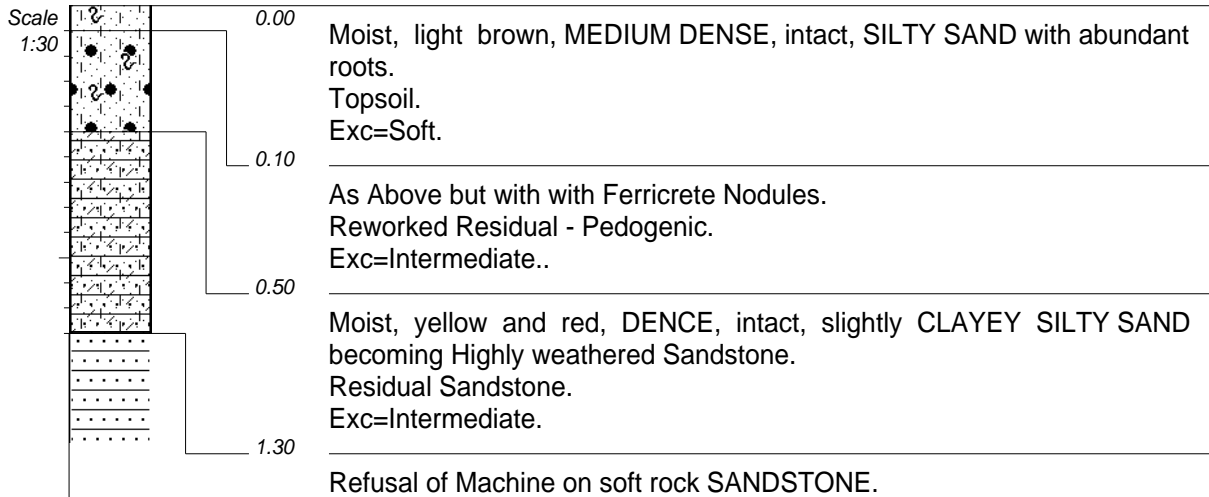 Scale
1:30
0.00
Moist, light brown, MEDIUM DENSE, intact, SILTY SAND with abundant
roots.
Topsoil.
Exc=Soft.
0.10
As Above but with with Ferricrete Nodules.
Reworked Residual - Pedogenic.
Exc=Intermediate..
0.50
Moist, yellow and red, DENCE, intact, slightly CLAYEY SILTY SAND
becoming Highly weathered Sandstone.
Residual Sandstone.
Exc=Intermediate.
1.30
Refusal of Machine on soft rock SANDSTONE.